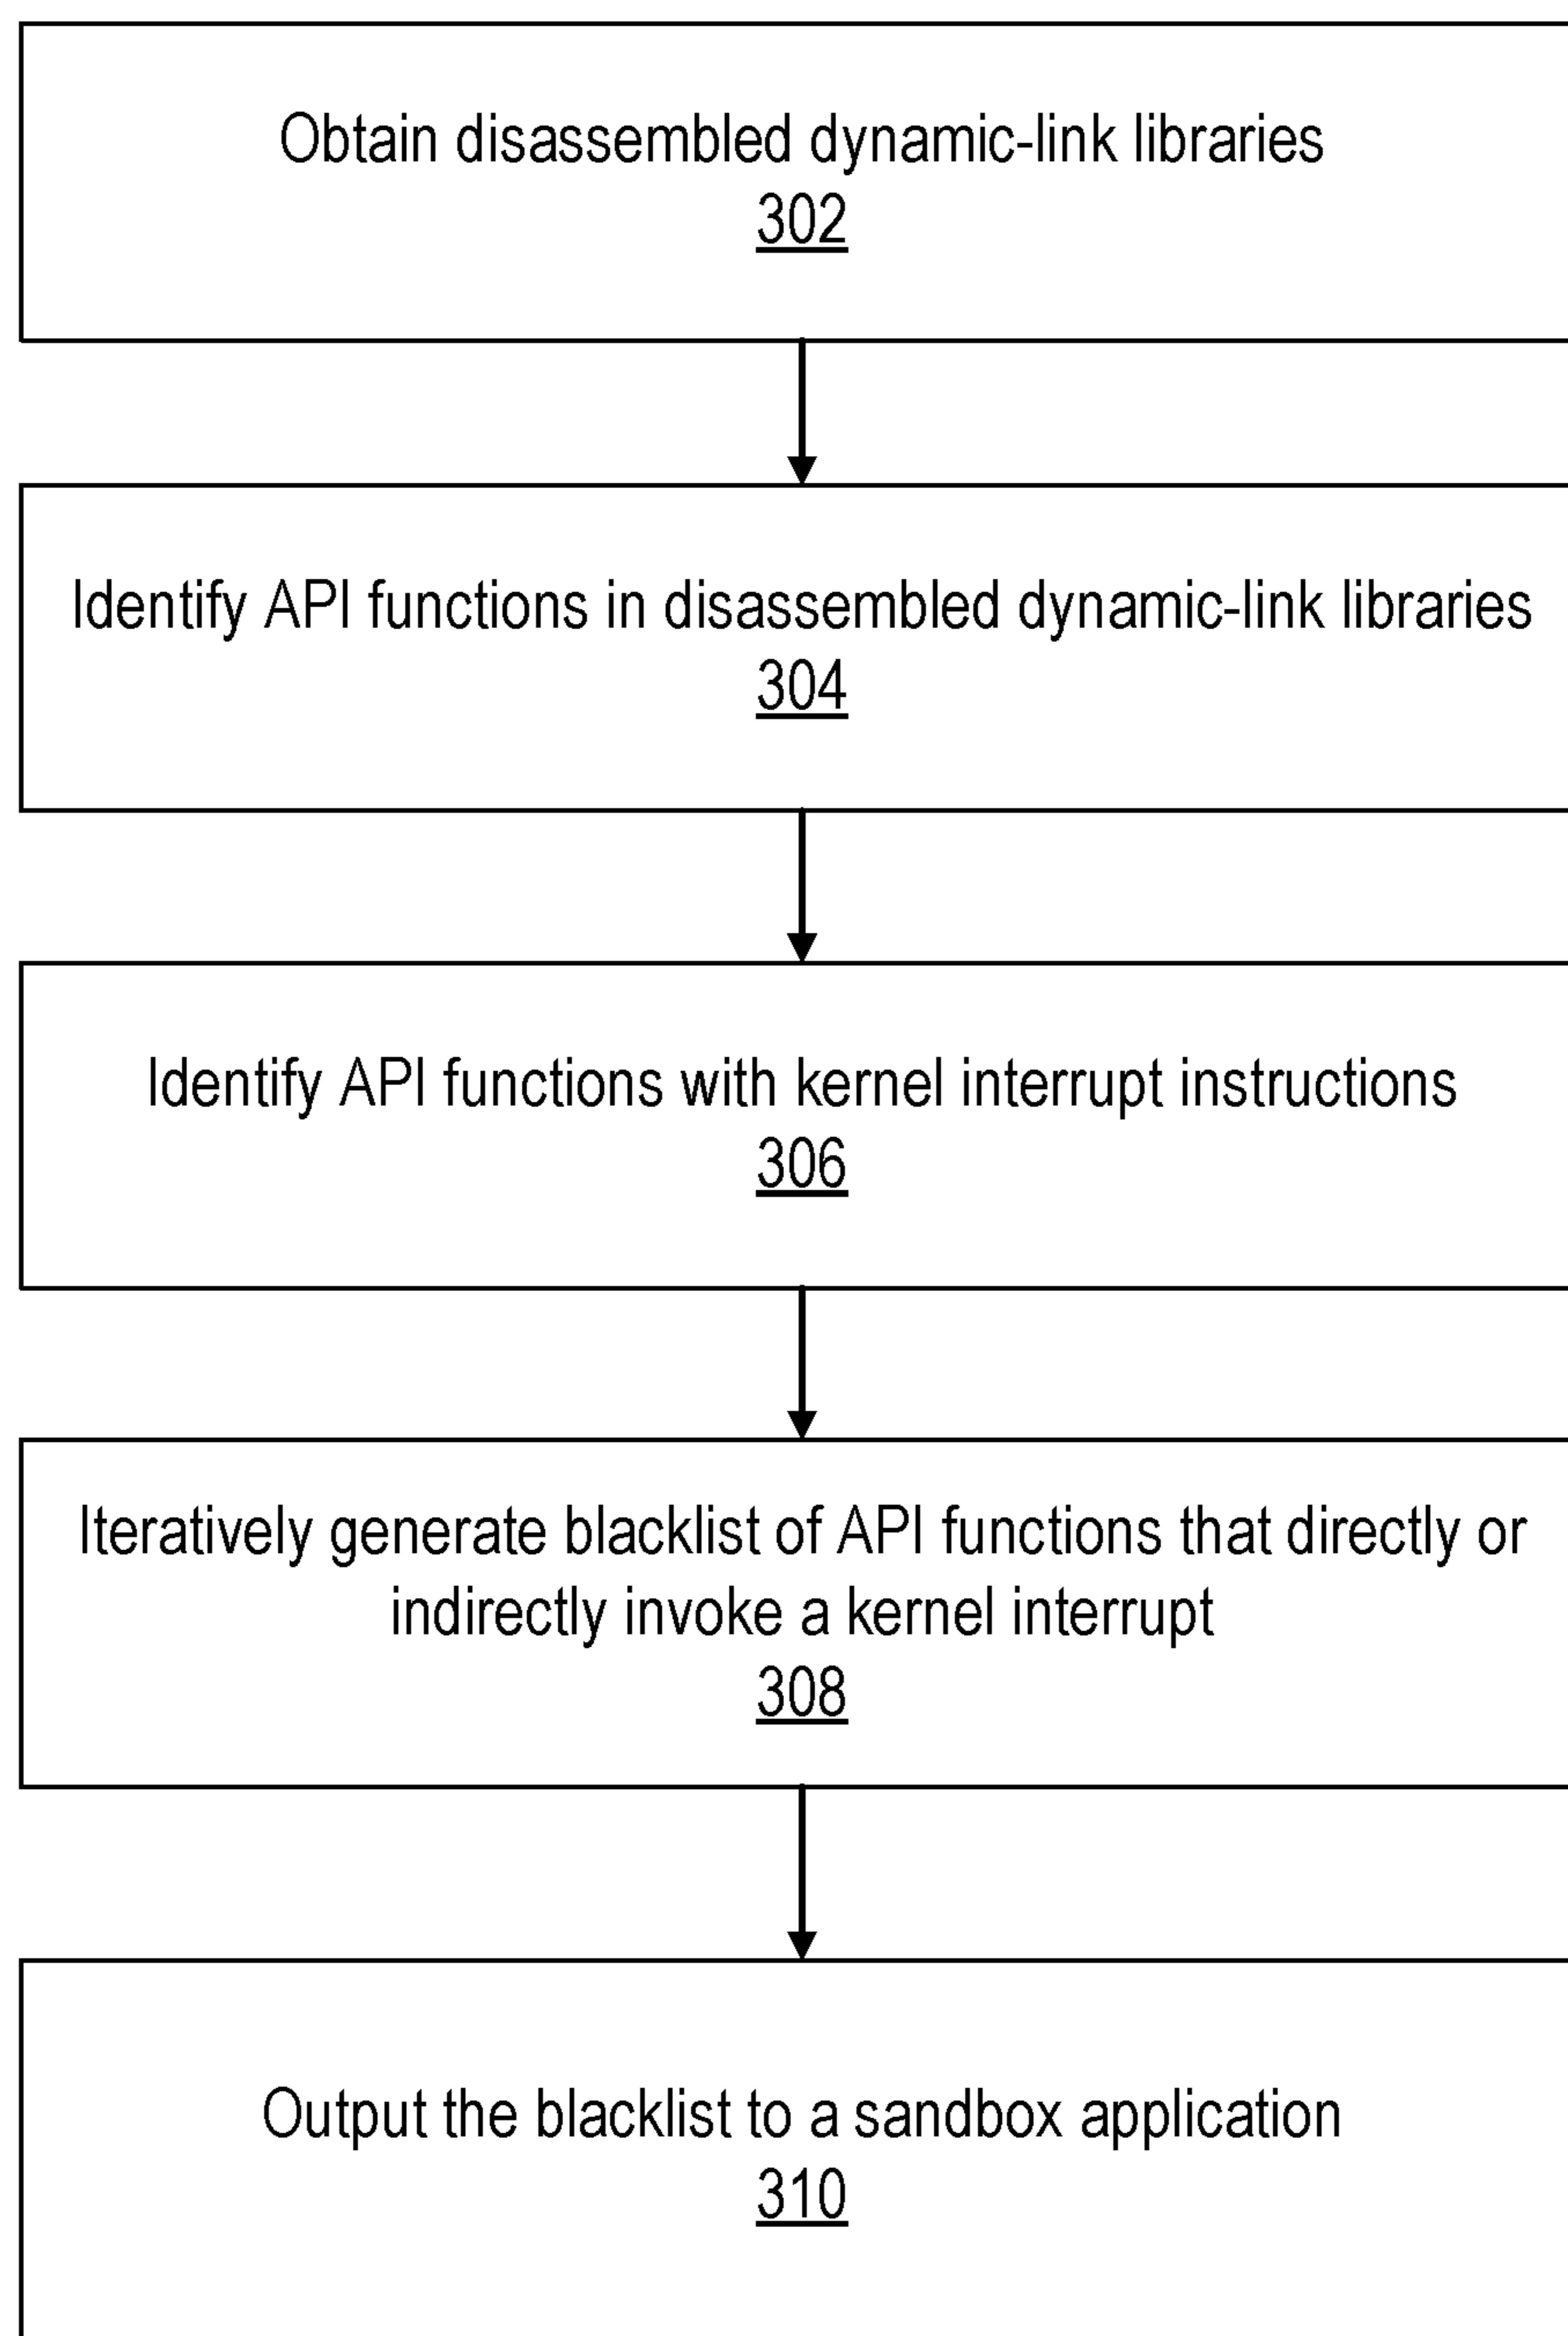 Obtain disassembled dynamic-link libraries
302
Identify API functions in disassembled dynamic-link libraries
304
Identify API functions with kernel interrupt instructions
306
Iteratively generate blacklist of API functions that directly or
indirectly invoke a kernel interrupt
308
Output the blacklist to a sandbox application
310